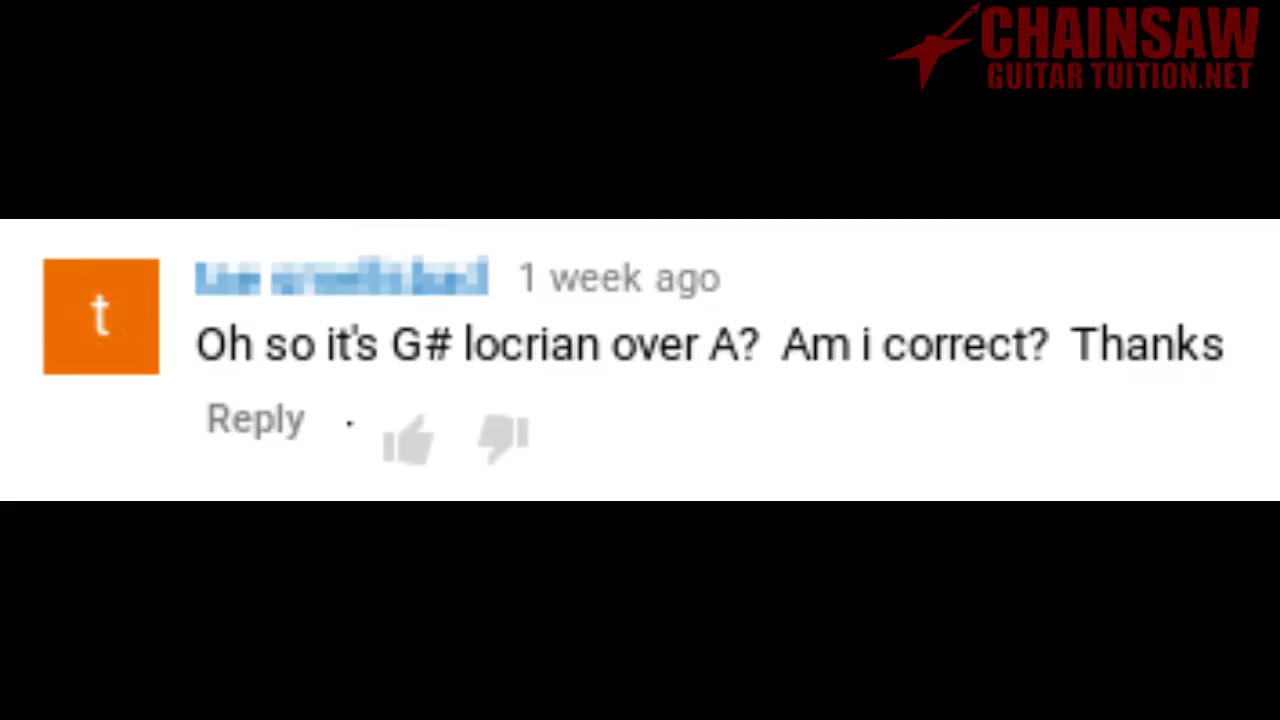 CHAINSAW
GUITAR TUITION.NET
t
1 week ago
Oh so it's G# locrian over A?  Am i correct?  Thanks
Reply